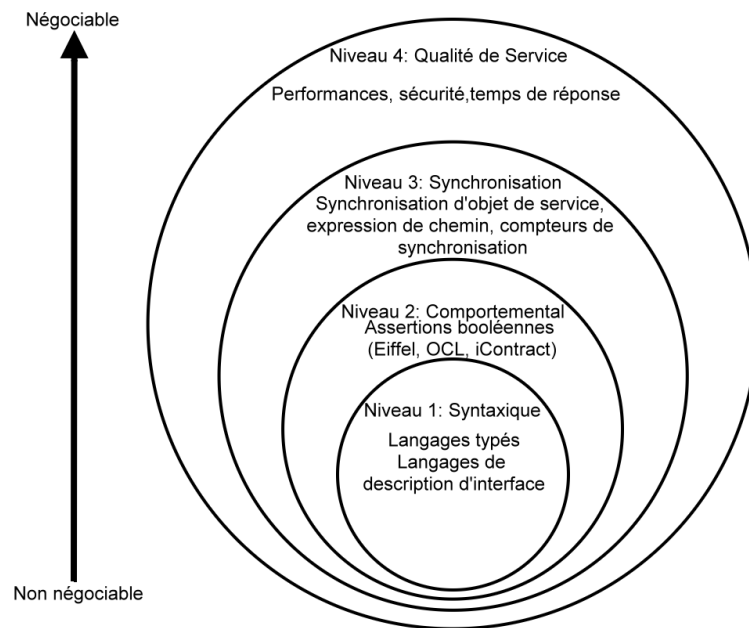 Négociable
Niveau 4: Qualité de Service
Performances, sécurité,temps de réponse
Niveau 3: Synchronisation
Synchronisation d'objet de service,
expression de chemin, compteurs de
synchronisation
Niveau 2: Comportemental
Assertions booléennes
(Eiffel, OCL, iContract)
Niveau 1: Syntaxique
Langages typés
Langages de
description d'interface
Non négociable